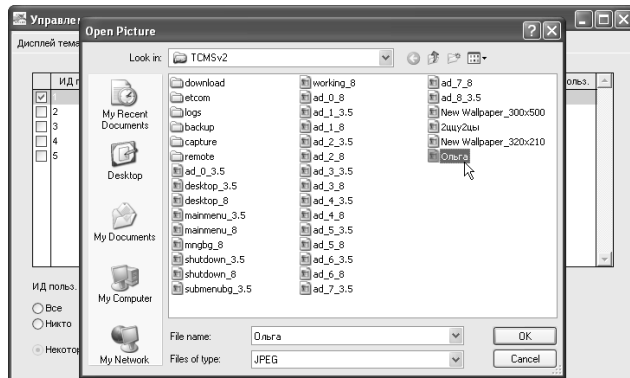 Управле
Open Picture
Дисплей тема
Look in: TCMSv2
ИД п
ольз.
1
2
3
4
5
My Recent Documents
Desktop
My Documents
My Computer
My Network
download
etcom
logs
backup
capture
remote
ad_0_3.5
desktop_3.5
desktop_8
mainmenu_3.5
mainmenu_8
mngbg_8
shutdown_3.5
shutdown_8
submenubg_3.5
working_8
ad_0_8
ad_1_3.5
ad_1_8
ad_2_3.5
ad_2_8
ad_3_3.5
ad_3_8
ad_4_3.5
ad_4_8
ad_5_3.5
ad_5_8
ad_6_3.5
ad_6_8
ad_7_3.5
ad_7_8
ad_8_3.5
New Wallpaper_300x500
2ццу2цы
New Wallpaper_320x210
Ольга
ИД польз.
Все
Никто
Некотор
File name: Ольга
OK
Files of type: JPEG
Cancel